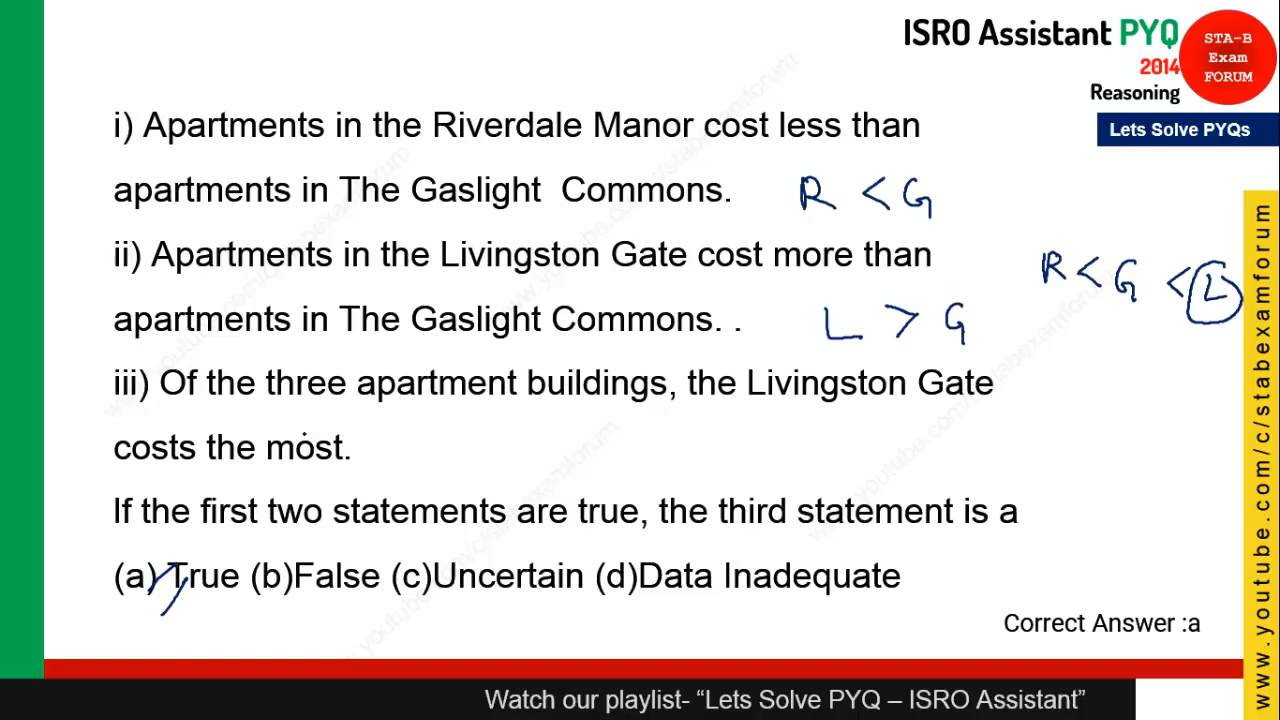 ISRO Assistant PYQ
2014
Reasoning
STA-B
Exam
FORUM
Lets Solve PYQs
i) Apartments in the Riverdale Manor cost less than
apartments in The Gaslight Commons.
R < G
ii) Apartments in the Livingston Gate cost more than
apartments in The Gaslight Commons. .
L > G
R < G < L
iii) Of the three apartment buildings, the Livingston Gate
costs the most.
If the first two statements are true, the third statement is a
(a) True (b)False (c)Uncertain (d)Data Inadequate
Correct Answer :a
www.youtube.com/c/stabexamforum
Watch our playlist- “Lets Solve PYQ – ISRO Assistant”